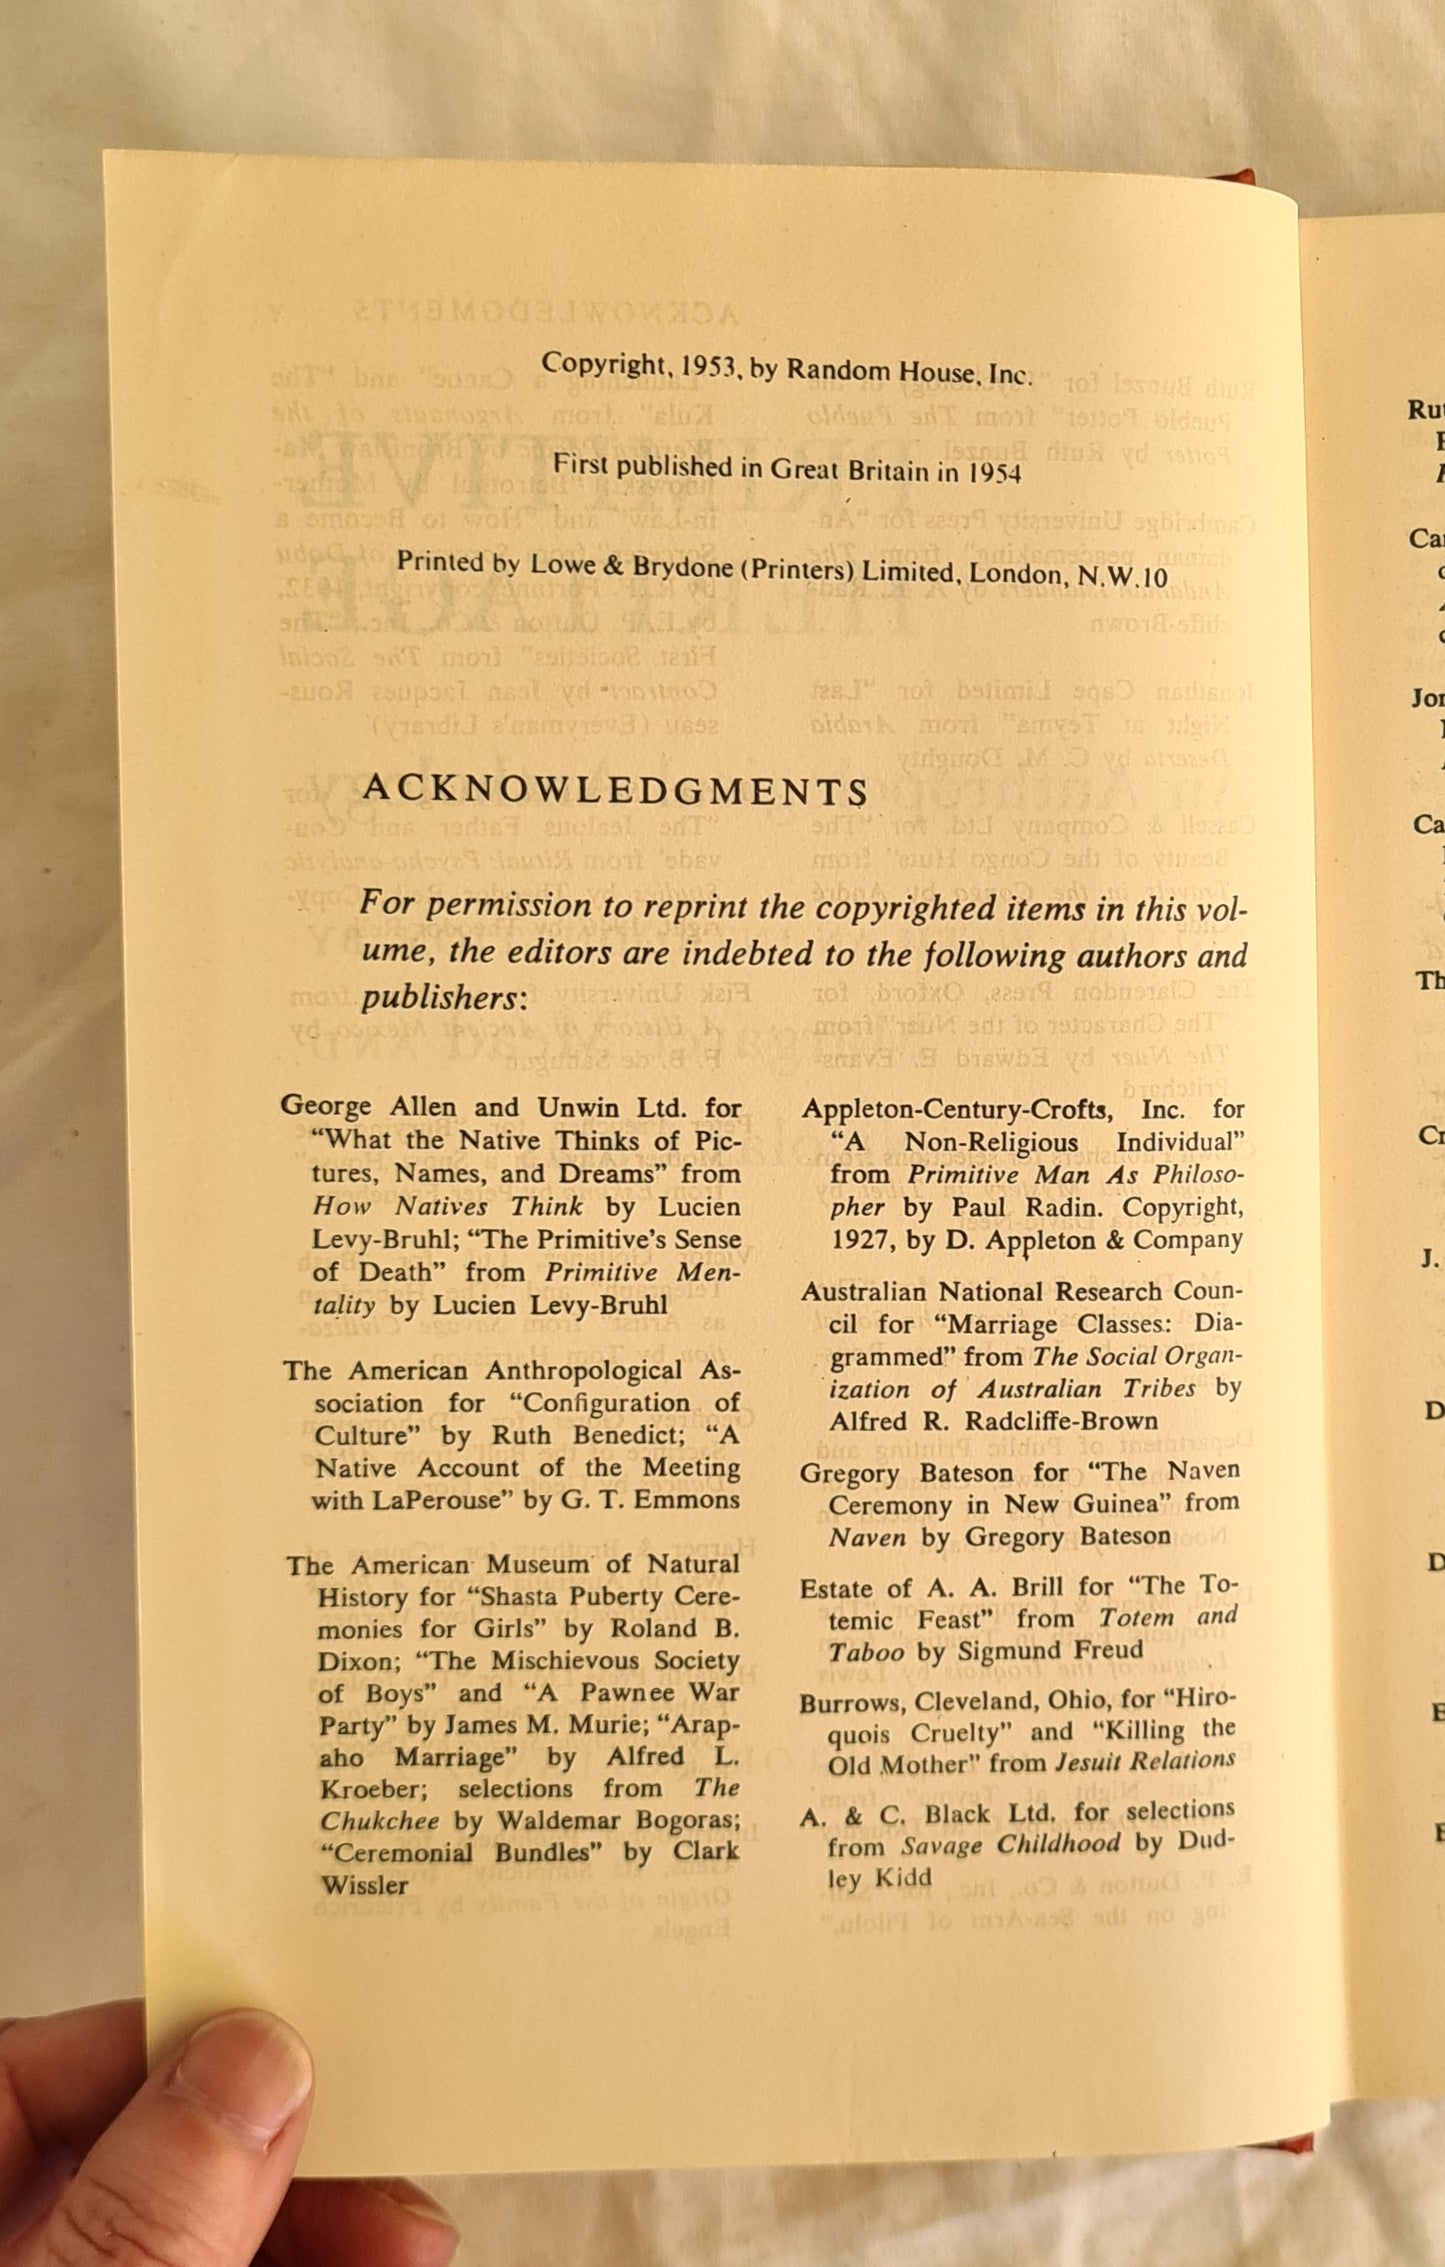 Copyright, 1953, by Random House, Inc.
First published in Great Britain in 1954
Printed by Lowe & Brydone (Printers) Limited, London, N.W.10
ACKNOWLEDGMENTS
For permission to reprint the copyrighted items in this vol-
ume, the editors are indebted to the following authors and
publishers:
George Allen and Unwin Ltd. for
“What the Native Thinks of Pic-
tures, Names, and Dreams” from
How Natives Think by Lucien
Levy-Bruhl; “The Primitive’s Sense
of Death” from Primitive Men-
tality by Lucien Levy-Bruhl
The American Anthropological As-
sociation for “Configuration of
Culture” by Ruth Benedict; “A
Native Account of the Meeting
with LaPerouse” by G. T. Emmons
The American Museum of Natural
History for “Shasta Puberty Cere-
monies for Girls” by Roland B.
Dixon; “The Mischievous Society
of Boys” and “A Pawnee War
Party” by James M. Murie; “Arap-
aho Marriage” by Alfred L.
Kroeber; selections from The
Chukchee by Waldemar Bogoras;
“Ceremonial Bundles” by Clark
Wissler
Appleton-Century-Crofts, Inc. for
“A Non-Religious Individual”
from Primitive Man As Philoso-
pher by Paul Radin. Copyright,
1927, by D. Appleton & Company
Australian National Research Coun-
cil for “Marriage Classes: Dia-
grammed” from The Social Organ-
ization of Australian Tribes by
Alfred R. Radcliffe-Brown
Gregory Bateson for “The Naven
Ceremony in New Guinea” from
Naven by Gregory Bateson
Estate of A. A. Brill for “The To-
temic Feast” from Totem and
Taboo by Sigmund Freud
Burrows, Cleveland, Ohio, for “Hiro-
quois Cruelty” and “Killing the
Old Mother” from Jesuit Relations
A. & C. Black Ltd. for selections
from Savage Childhood by Dud-
ley Kidd